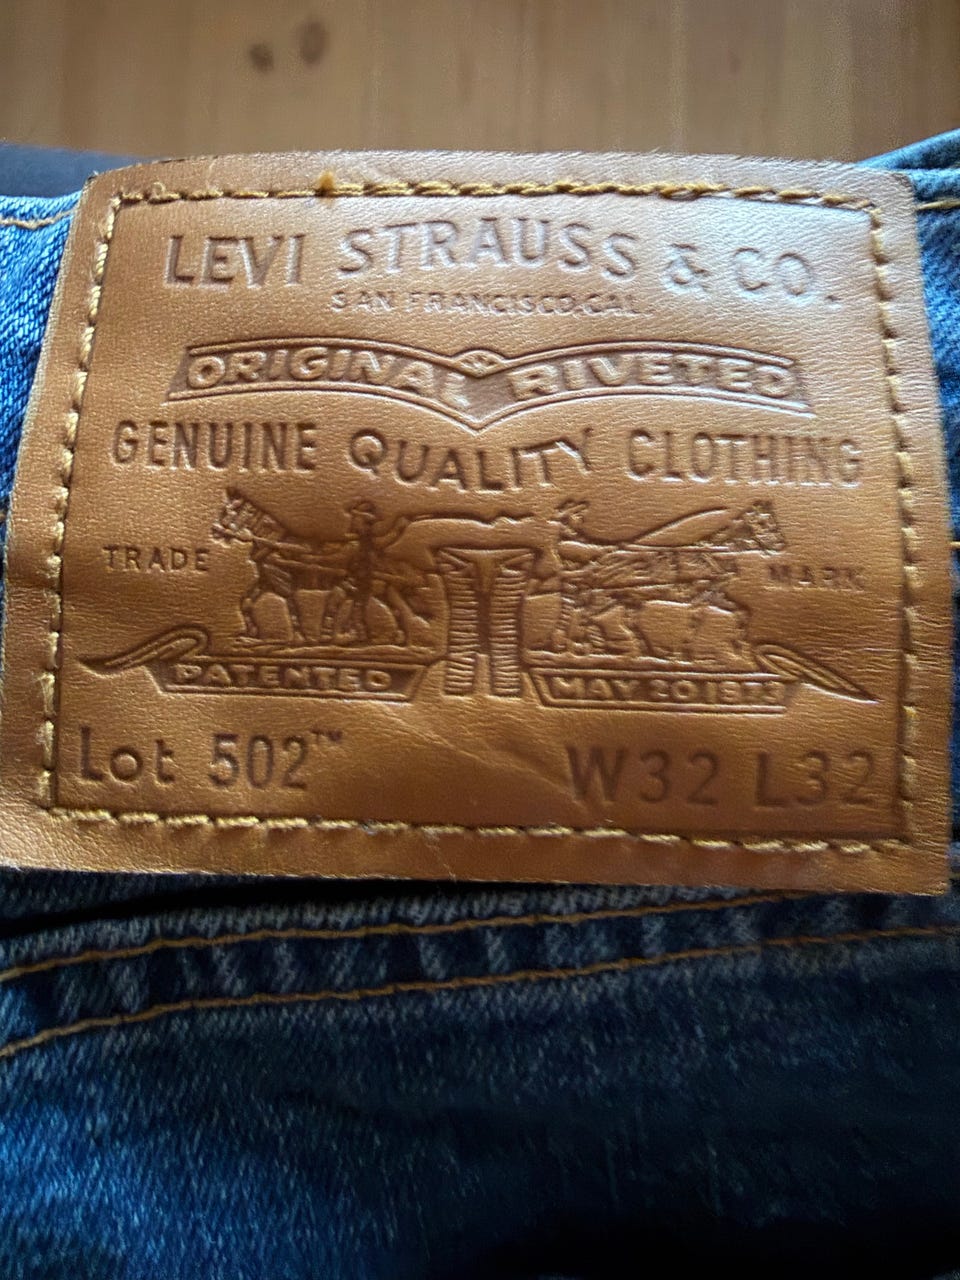 LEVI STRAUSS & CO.
SAN FRANCISCO.CAL.
ORIGINAL RIVETED
GENUINE QUALITY CLOTHING
TRADE MARK
PATENTED MAY 20 1873
Lot 502™ W32 L32